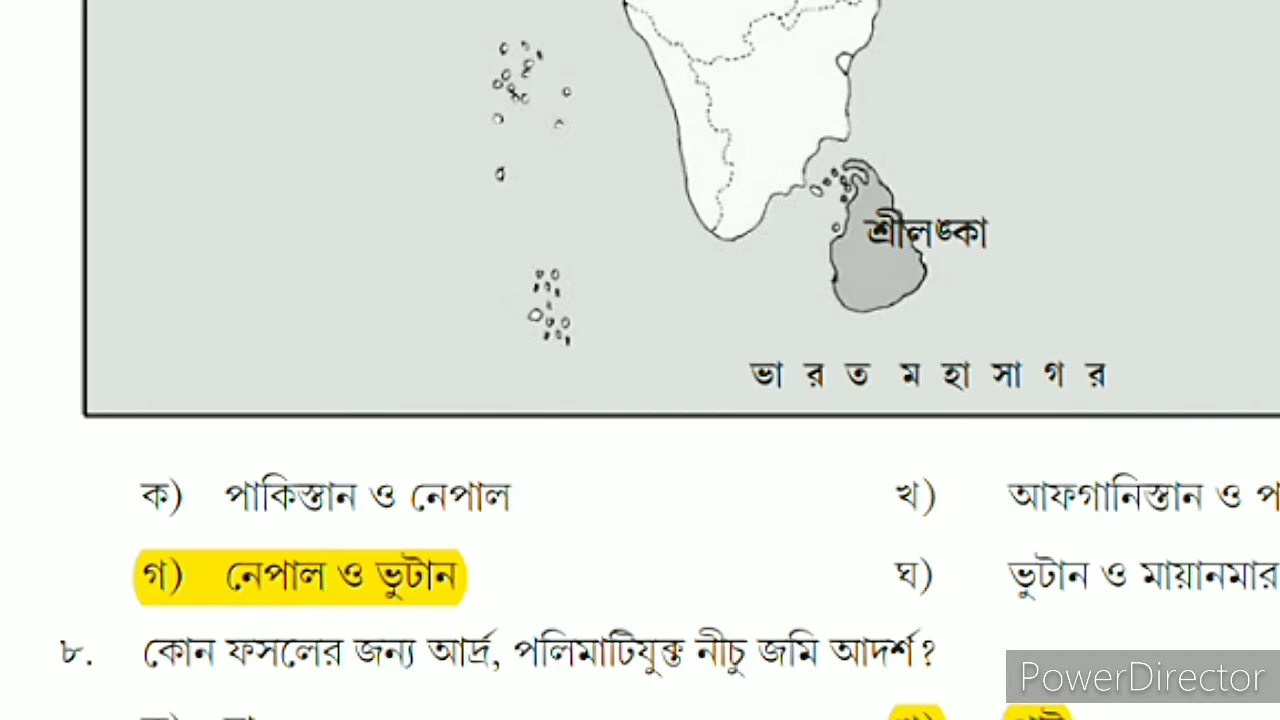 শ্রীলঙ্কা
ভা র ত ম হা সা গ র
ক) পাকিস্তান ও নেপাল
খ) আফগানিস্তান ও
গ) নেপাল ও ভুটান
ঘ) ভুটান ও মায়ানমার
৮. কোন ফসলের জন্য আর্দ্র, পলিমাটিযুক্ত নীচু জমি আদর্শ?
PowerDirector